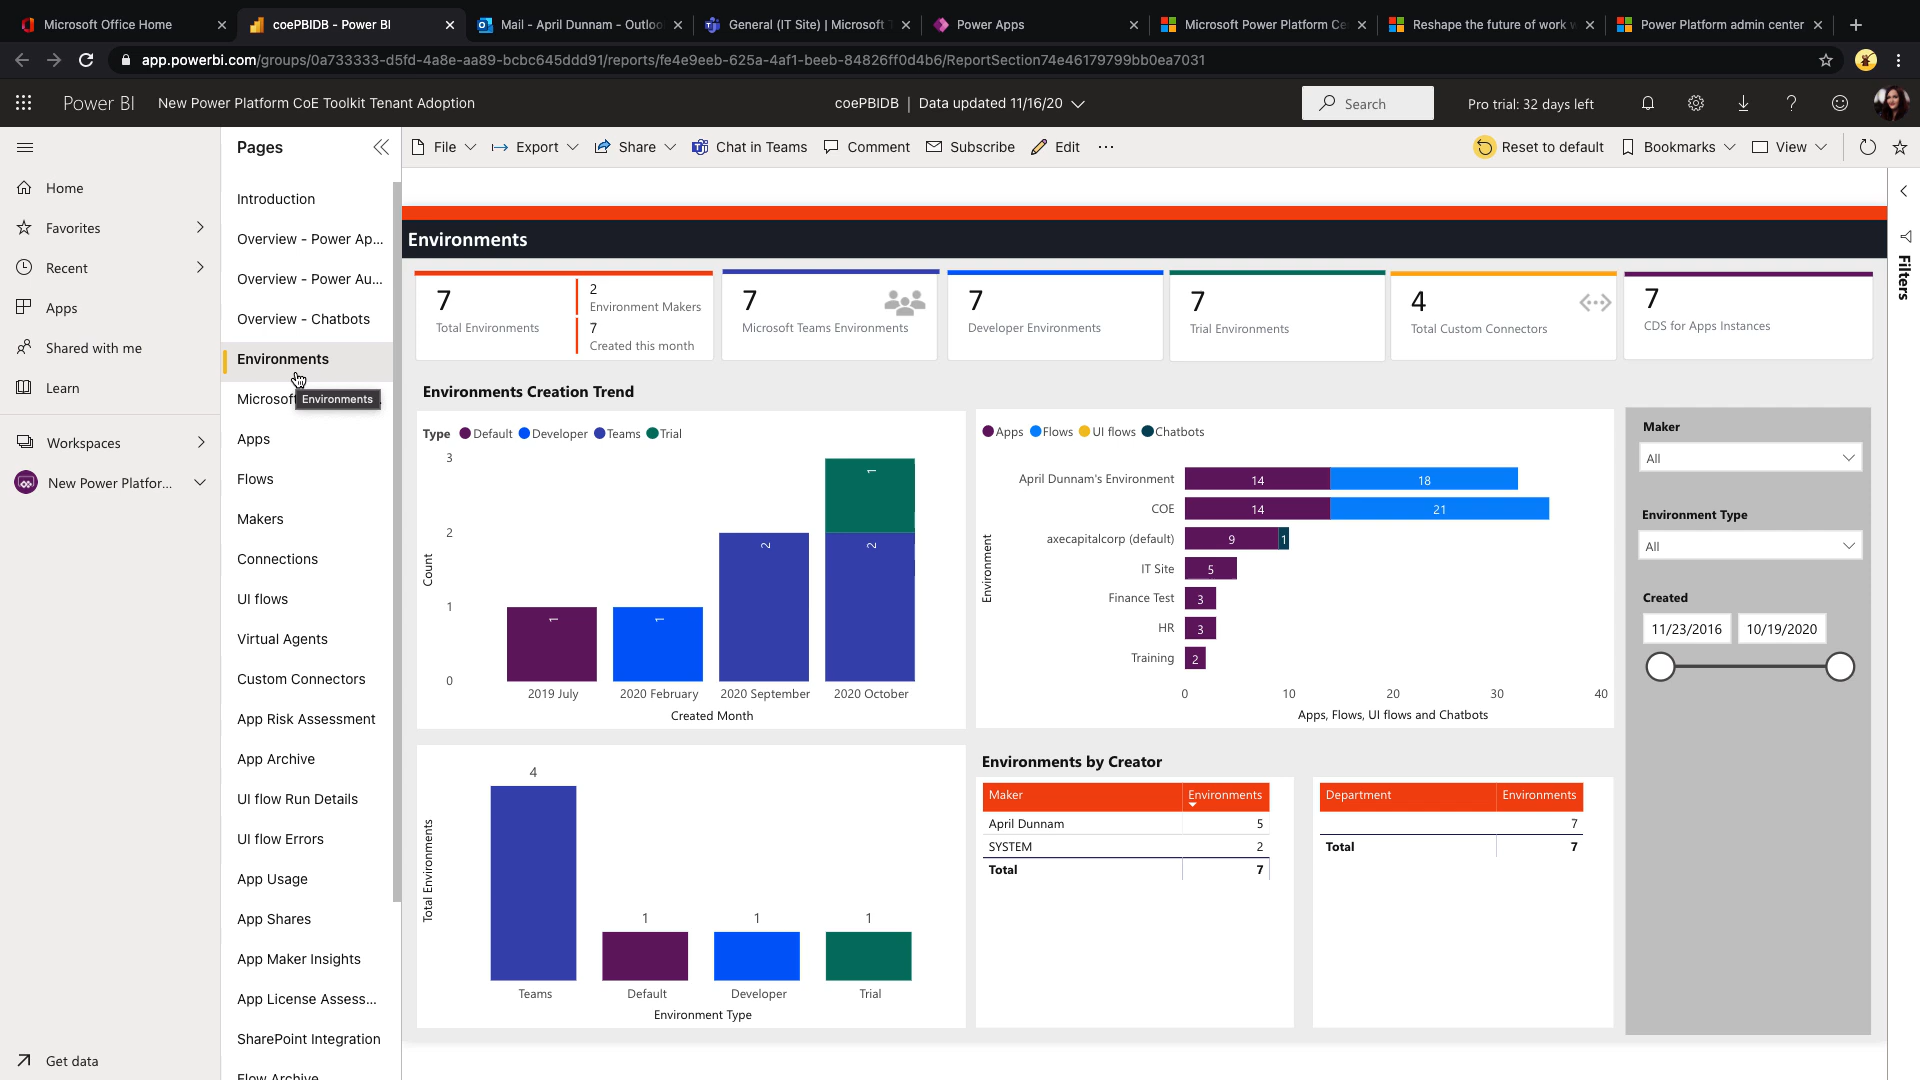 Microsoft Office Home
coePBIDB - Power BI
Mail - April Dunnam - Outloo
General (IT Site) | Microsoft T
Power Apps
Microsoft Power Platform Ce
Reshape the future of work w
Power Platform admin center
app.powerbi.com/groups/0a733333-d5fd-4a8e-aa89-bcbc645ddd91/reports/fe4e9eeb-625a-4af1-beeb-84826ff0d4b6/ReportSection74e46179799bb0ea7031
Power BI
New Power Platform CoE Toolkit Tenant Adoption
coePBIDB | Data updated 11/16/20
Search
Pro trial: 32 days left
Home
Favorites
Recent
Apps
Shared with me
Learn
Workspaces
New Power Platfor...
Get data
Pages
Introduction
Overview - Power Ap...
Overview - Power Au...
Overview - Chatbots
Environments
Microsof
Environments
Apps
Flows
Makers
Connections
UI flows
Virtual Agents
Custom Connectors
App Risk Assessment
App Archive
UI flow Run Details
UI flow Errors
App Usage
App Shares
App Maker Insights
App License Assess...
SharePoint Integration
Flow Archive
File
Export
Share
Chat in Teams
Comment
Subscribe
Edit
...
Reset to default
Bookmarks
View
Filters
Environments
7
Total Environments
2
Environment Makers
7
Created this month
7
Microsoft Teams Environments
7
Developer Environments
7
Trial Environments
4
Total Custom Connectors
7
CDS for Apps Instances
Environments Creation Trend
Type Default Developer Teams Trial
Count
3
2
1
0
1
1
2
1
2
2019 July
2020 February
2020 September
2020 October
Created Month
Apps Flows UI flows Chatbots
Environment
April Dunnam's Environment 14 18
COE 14 21
axecapitalcorp (default) 9 1
IT Site 5
Finance Test 3
HR 3
Training 2
0 10 20 30 40
Apps, Flows, UI flows and Chatbots
Maker
All
Environment Type
All
Created
11/23/2016 10/19/2020
Total Environments
4
1
1
1
Teams
Default
Developer
Trial
Environment Type
Environments by Creator
Maker Environments
April Dunnam 5
SYSTEM 2
Total 7
Department Environments
7
Total 7